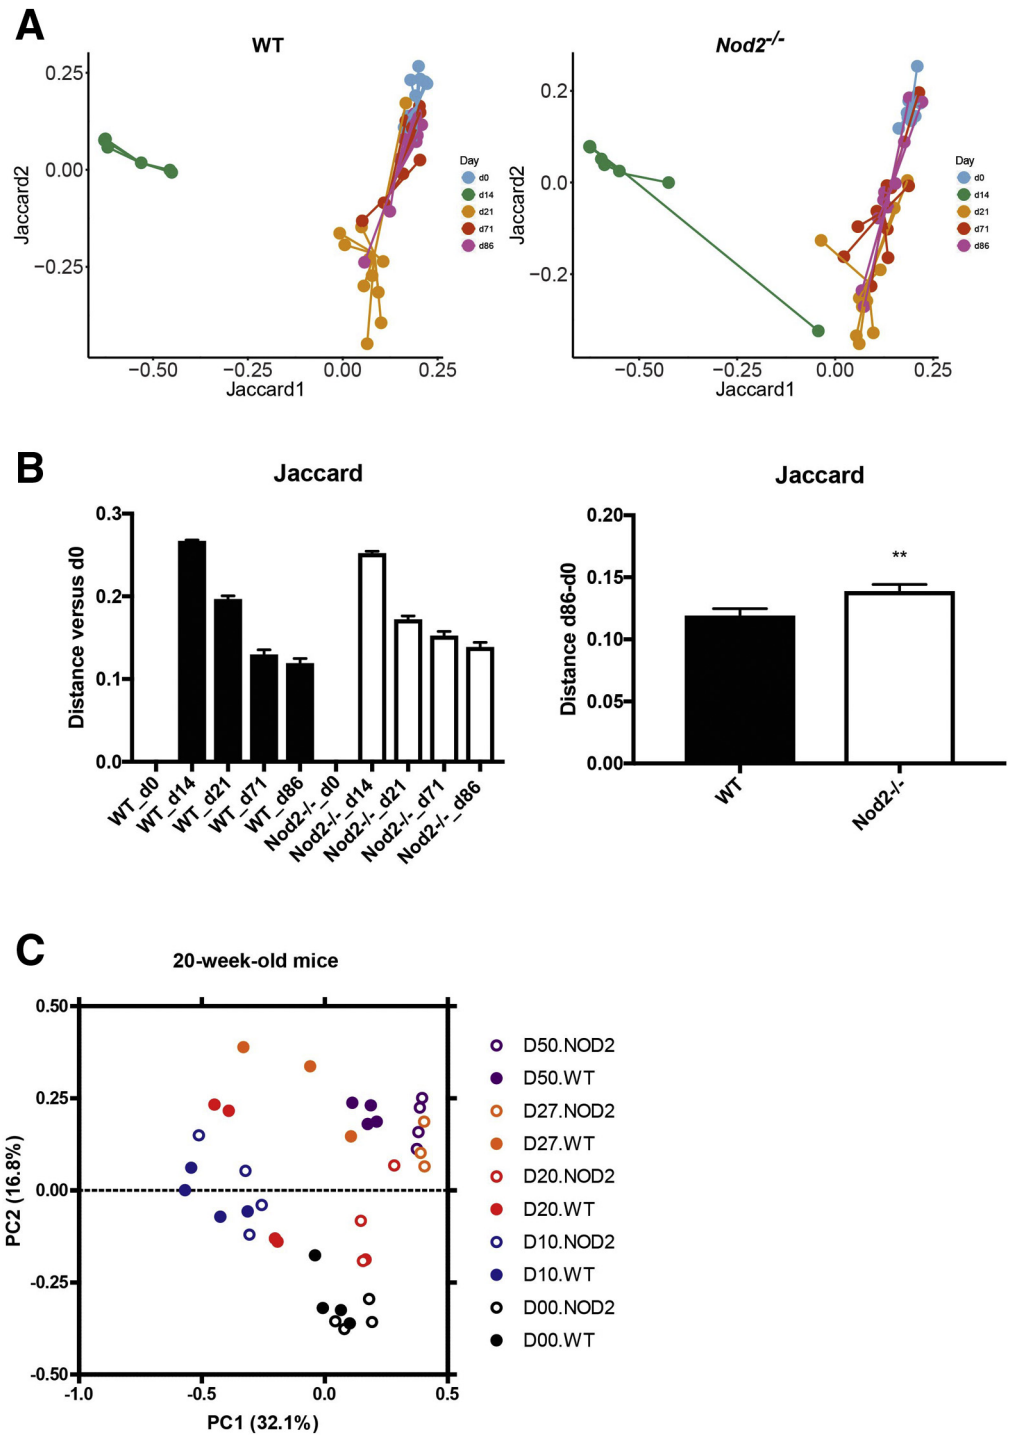 A
WT
Nod2-/-
0.25
0.00
−0.25
Jaccard2
−0.50
−0.25
0.00
0.25
Jaccard1
Day
d0
d14
d21
d71
d86
0.2
0.0
−0.2
Jaccard2
−0.50
−0.25
0.00
0.25
Jaccard1
Day
d0
d14
d21
d71
d86
B
Jaccard
0.3
0.2
0.1
0.0
Distance versus d0
WT_d0
WT_d14
WT_d21
WT_d71
WT_d86
Nod2-/-_d0
Nod2-/-_d14
Nod2-/-_d21
Nod2-/-_d71
Nod2-/-_d86
Jaccard
0.20
0.15
0.10
0.05
0.00
Distance d86-d0
**
WT
Nod2-/-
C
20-week-old mice
0.50
0.25
0.00
-0.25
-0.50
PC2 (16.8%)
-1.0
-0.5
0.0
0.5
PC1 (32.1%)
D50.NOD2
D50.WT
D27.NOD2
D27.WT
D20.NOD2
D20.WT
D10.NOD2
D10.WT
D00.NOD2
D00.WT